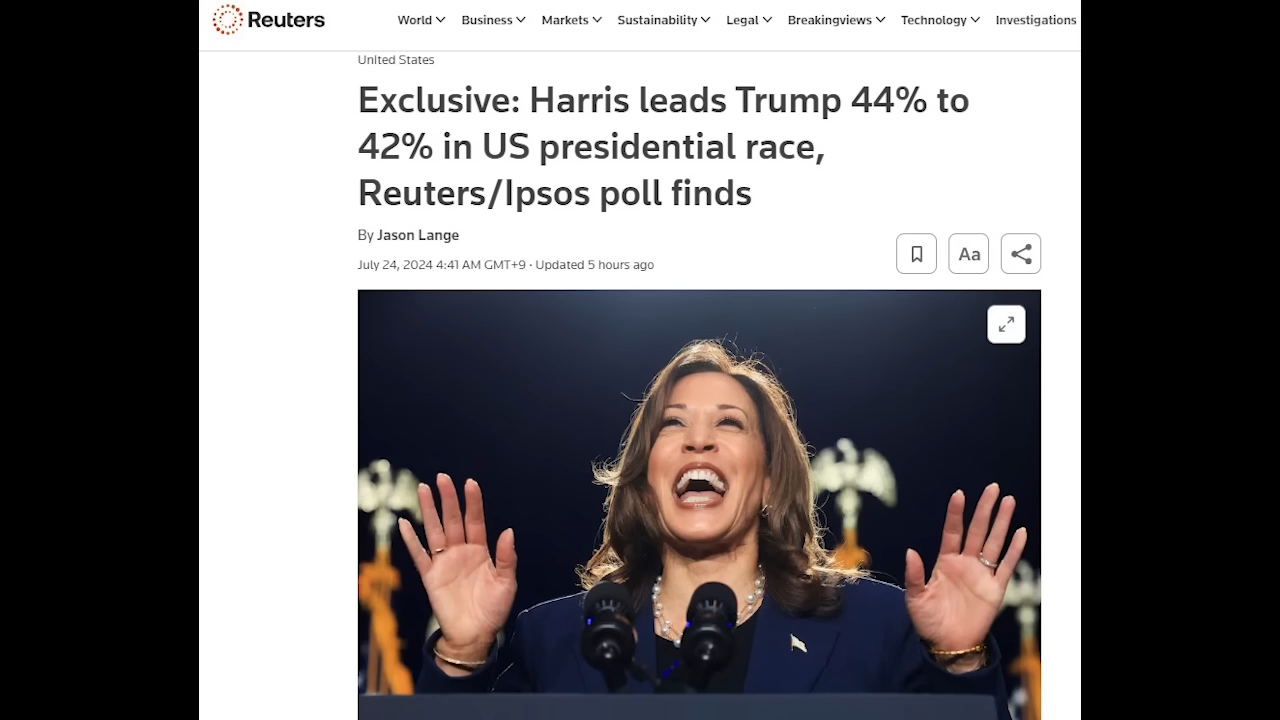 Reuters
World Business Markets Sustainability Legal Breakingviews Technology Investigations
United States
Exclusive: Harris leads Trump 44% to
42% in US presidential race,
Reuters/Ipsos poll finds
By Jason Lange
July 24, 2024 4:41 AM GMT+9 · Updated 5 hours ago
Aa